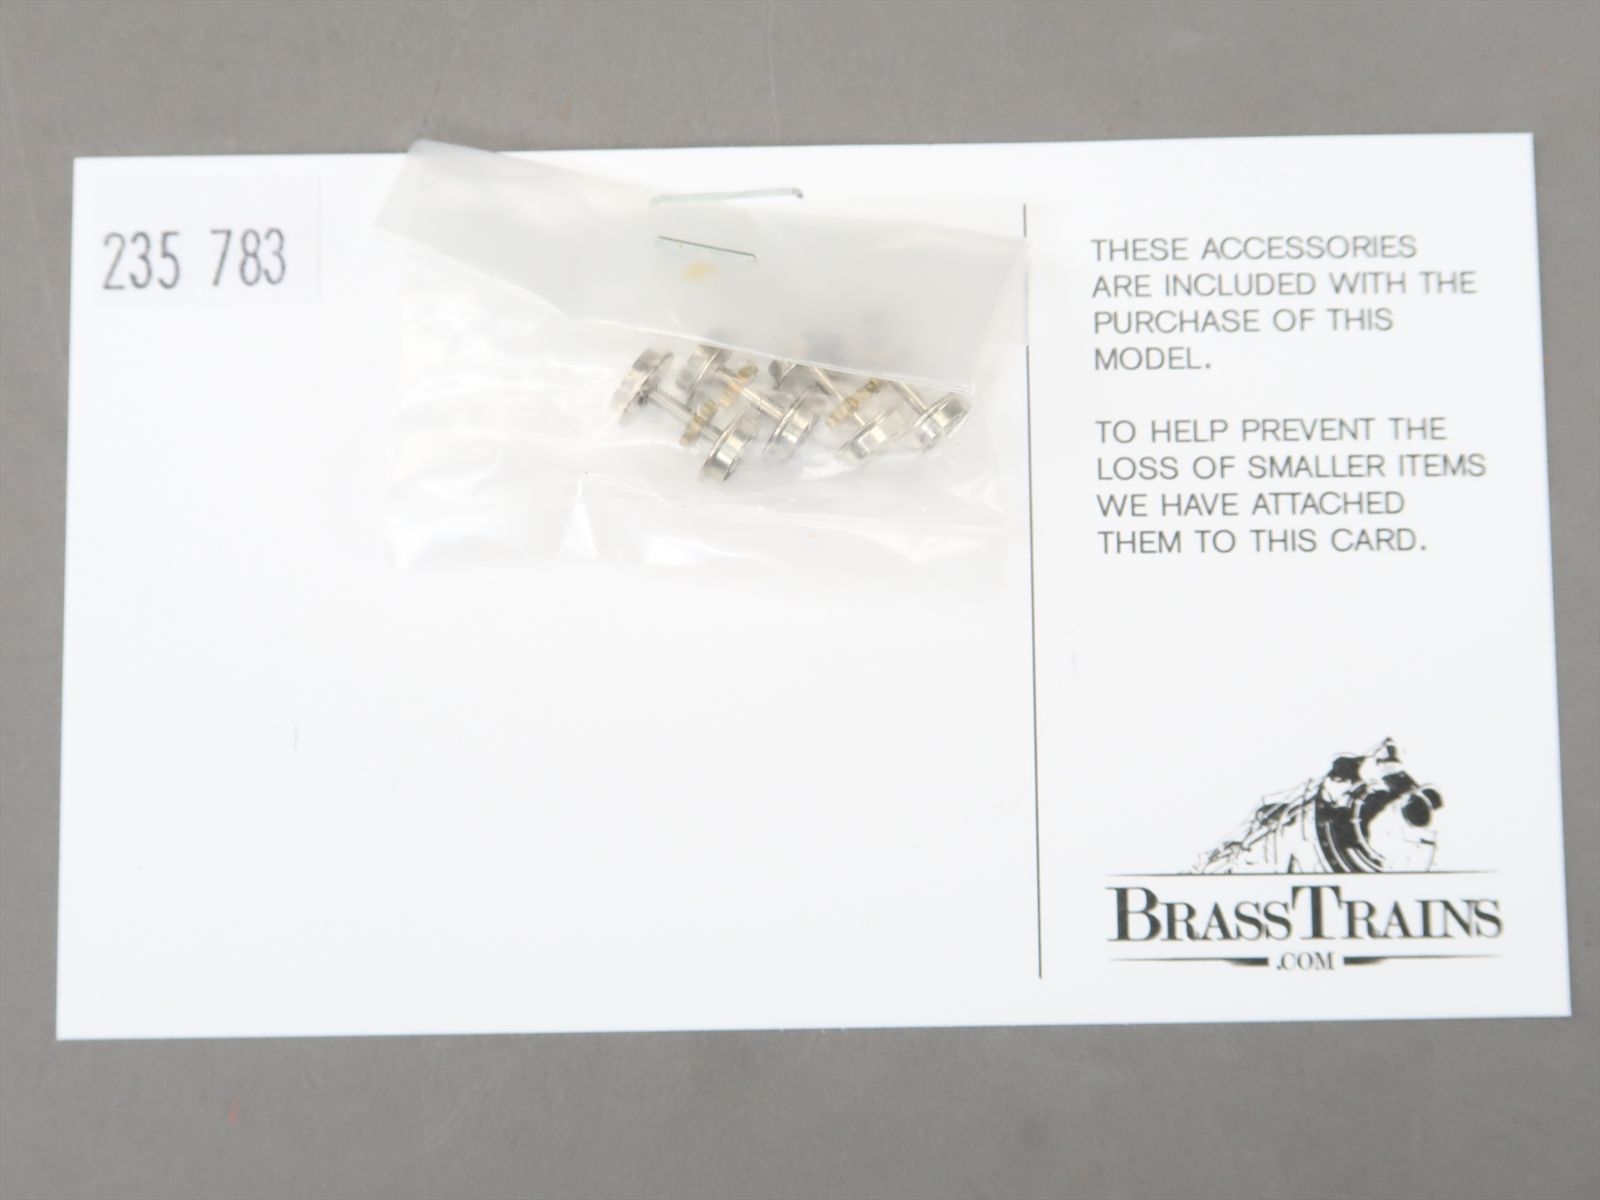 235 783
THESE ACCESSORIES
ARE INCLUDED WITH THE
PURCHASE OF THIS
MODEL.
TO HELP PREVENT THE
LOSS OF SMALLER ITEMS
WE HAVE ATTACHED
THEM TO THIS CARD.
BRASSTRAINS
.COM